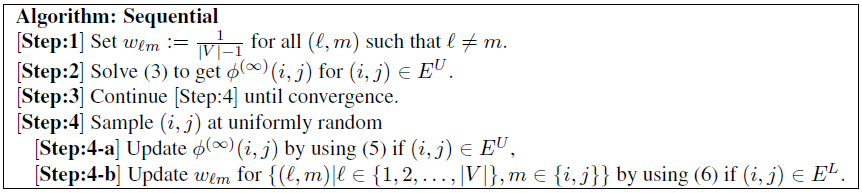 Algorithm: Sequential
[Step:1] Set $w_{\ell m} := \frac{1}{|V|-1}$ for all $(\ell, m)$ such that $\ell \neq m$.
[Step:2] Solve (3) to get $\phi^{(\infty)}(i, j)$ for $(i, j) \in E^U$.
[Step:3] Continue [Step:4] until convergence.
[Step:4] Sample $(i, j)$ at uniformly random
[Step:4-a] Update $\phi^{(\infty)}(i, j)$ by using (5) if $(i, j) \in E^U$,
[Step:4-b] Update $w_{\ell m}$ for $\{(\ell, m)|\ell \in \{1, 2, \ldots, |V|\}, m \in \{i, j\}\}$ by using (6) if $(i, j) \in E^L$.